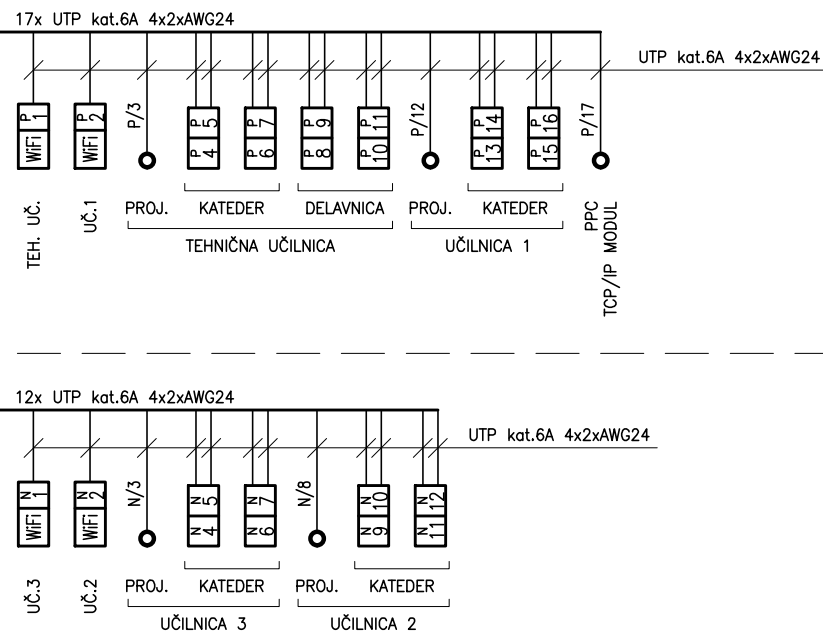 17x UTP kat.6A 4x2xAWG24
UTP kat.6A 4x2xAWG24
P 1 WiFi
P 2 WiFi
P/3
P 5 P 4
P 7 P 6
P 9 P 8
P 11 P 10
P/12
P 14 P 13
P 16 P 15
P/17
TEH. UČ.
UČ.1
PROJ.
KATEDER
DELAVNICA
PROJ.
KATEDER
PPC
TCP/IP MODUL
TEHNIČNA UČILNICA
UČILNICA 1
12x UTP kat.6A 4x2xAWG24
UTP kat.6A 4x2xAWG24
N 1 WiFi
N 2 WiFi
N/3
N 5 N 4
N 7 N 6
N/8
N 10 N 9
N 12 N 11
UČ.3
UČ.2
PROJ.
KATEDER
PROJ.
KATEDER
UČILNICA 3
UČILNICA 2